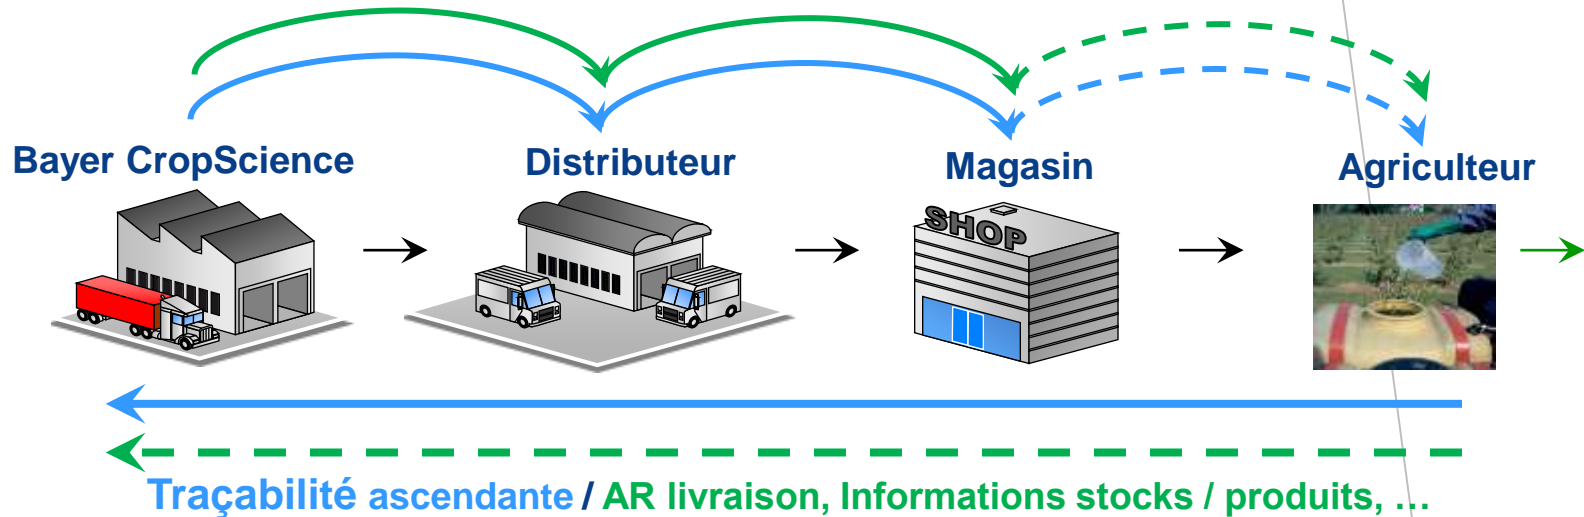 Bayer CropScience
Distributeur
Magasin
Agriculteur
SHOP
Traçabilité ascendante / AR livraison, Informations stocks / produits, ...